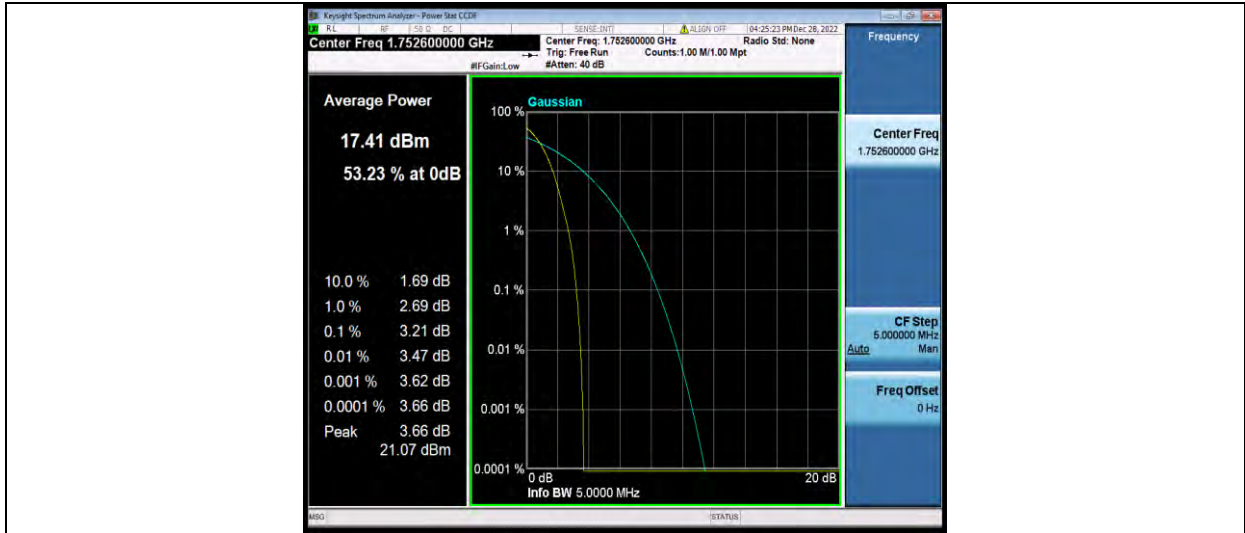 Keysight Spectrum Analyzer - Power Stat CCDF
RL RF 50 Ω DC SENSE:INT ALIGN OFF 04:25:23 PM Dec 28, 2022
Center Freq 1.752600000 GHz
Center Freq: 1.752600000 GHz Radio Std: None
Trig: Free Run Counts:1.00 M/1.00 Mpt
#IFGain:Low #Atten: 40 dB
Frequency
Average Power
17.41 dBm
53.23 % at 0dB
10.0 % 1.69 dB
1.0 % 2.69 dB
0.1 % 3.21 dB
0.01 % 3.47 dB
0.001 % 3.62 dB
0.0001 % 3.66 dB
Peak 3.66 dB
21.07 dBm
Gaussian
100 %
10 %
1 %
0.1 %
0.01 %
0.001 %
0.0001 %
0 dB 20 dB
Info BW 5.0000 MHz
Center Freq
1.752600000 GHz
CF Step
5.000000 MHz
Auto Man
Freq Offset
0 Hz
MSG STATUS